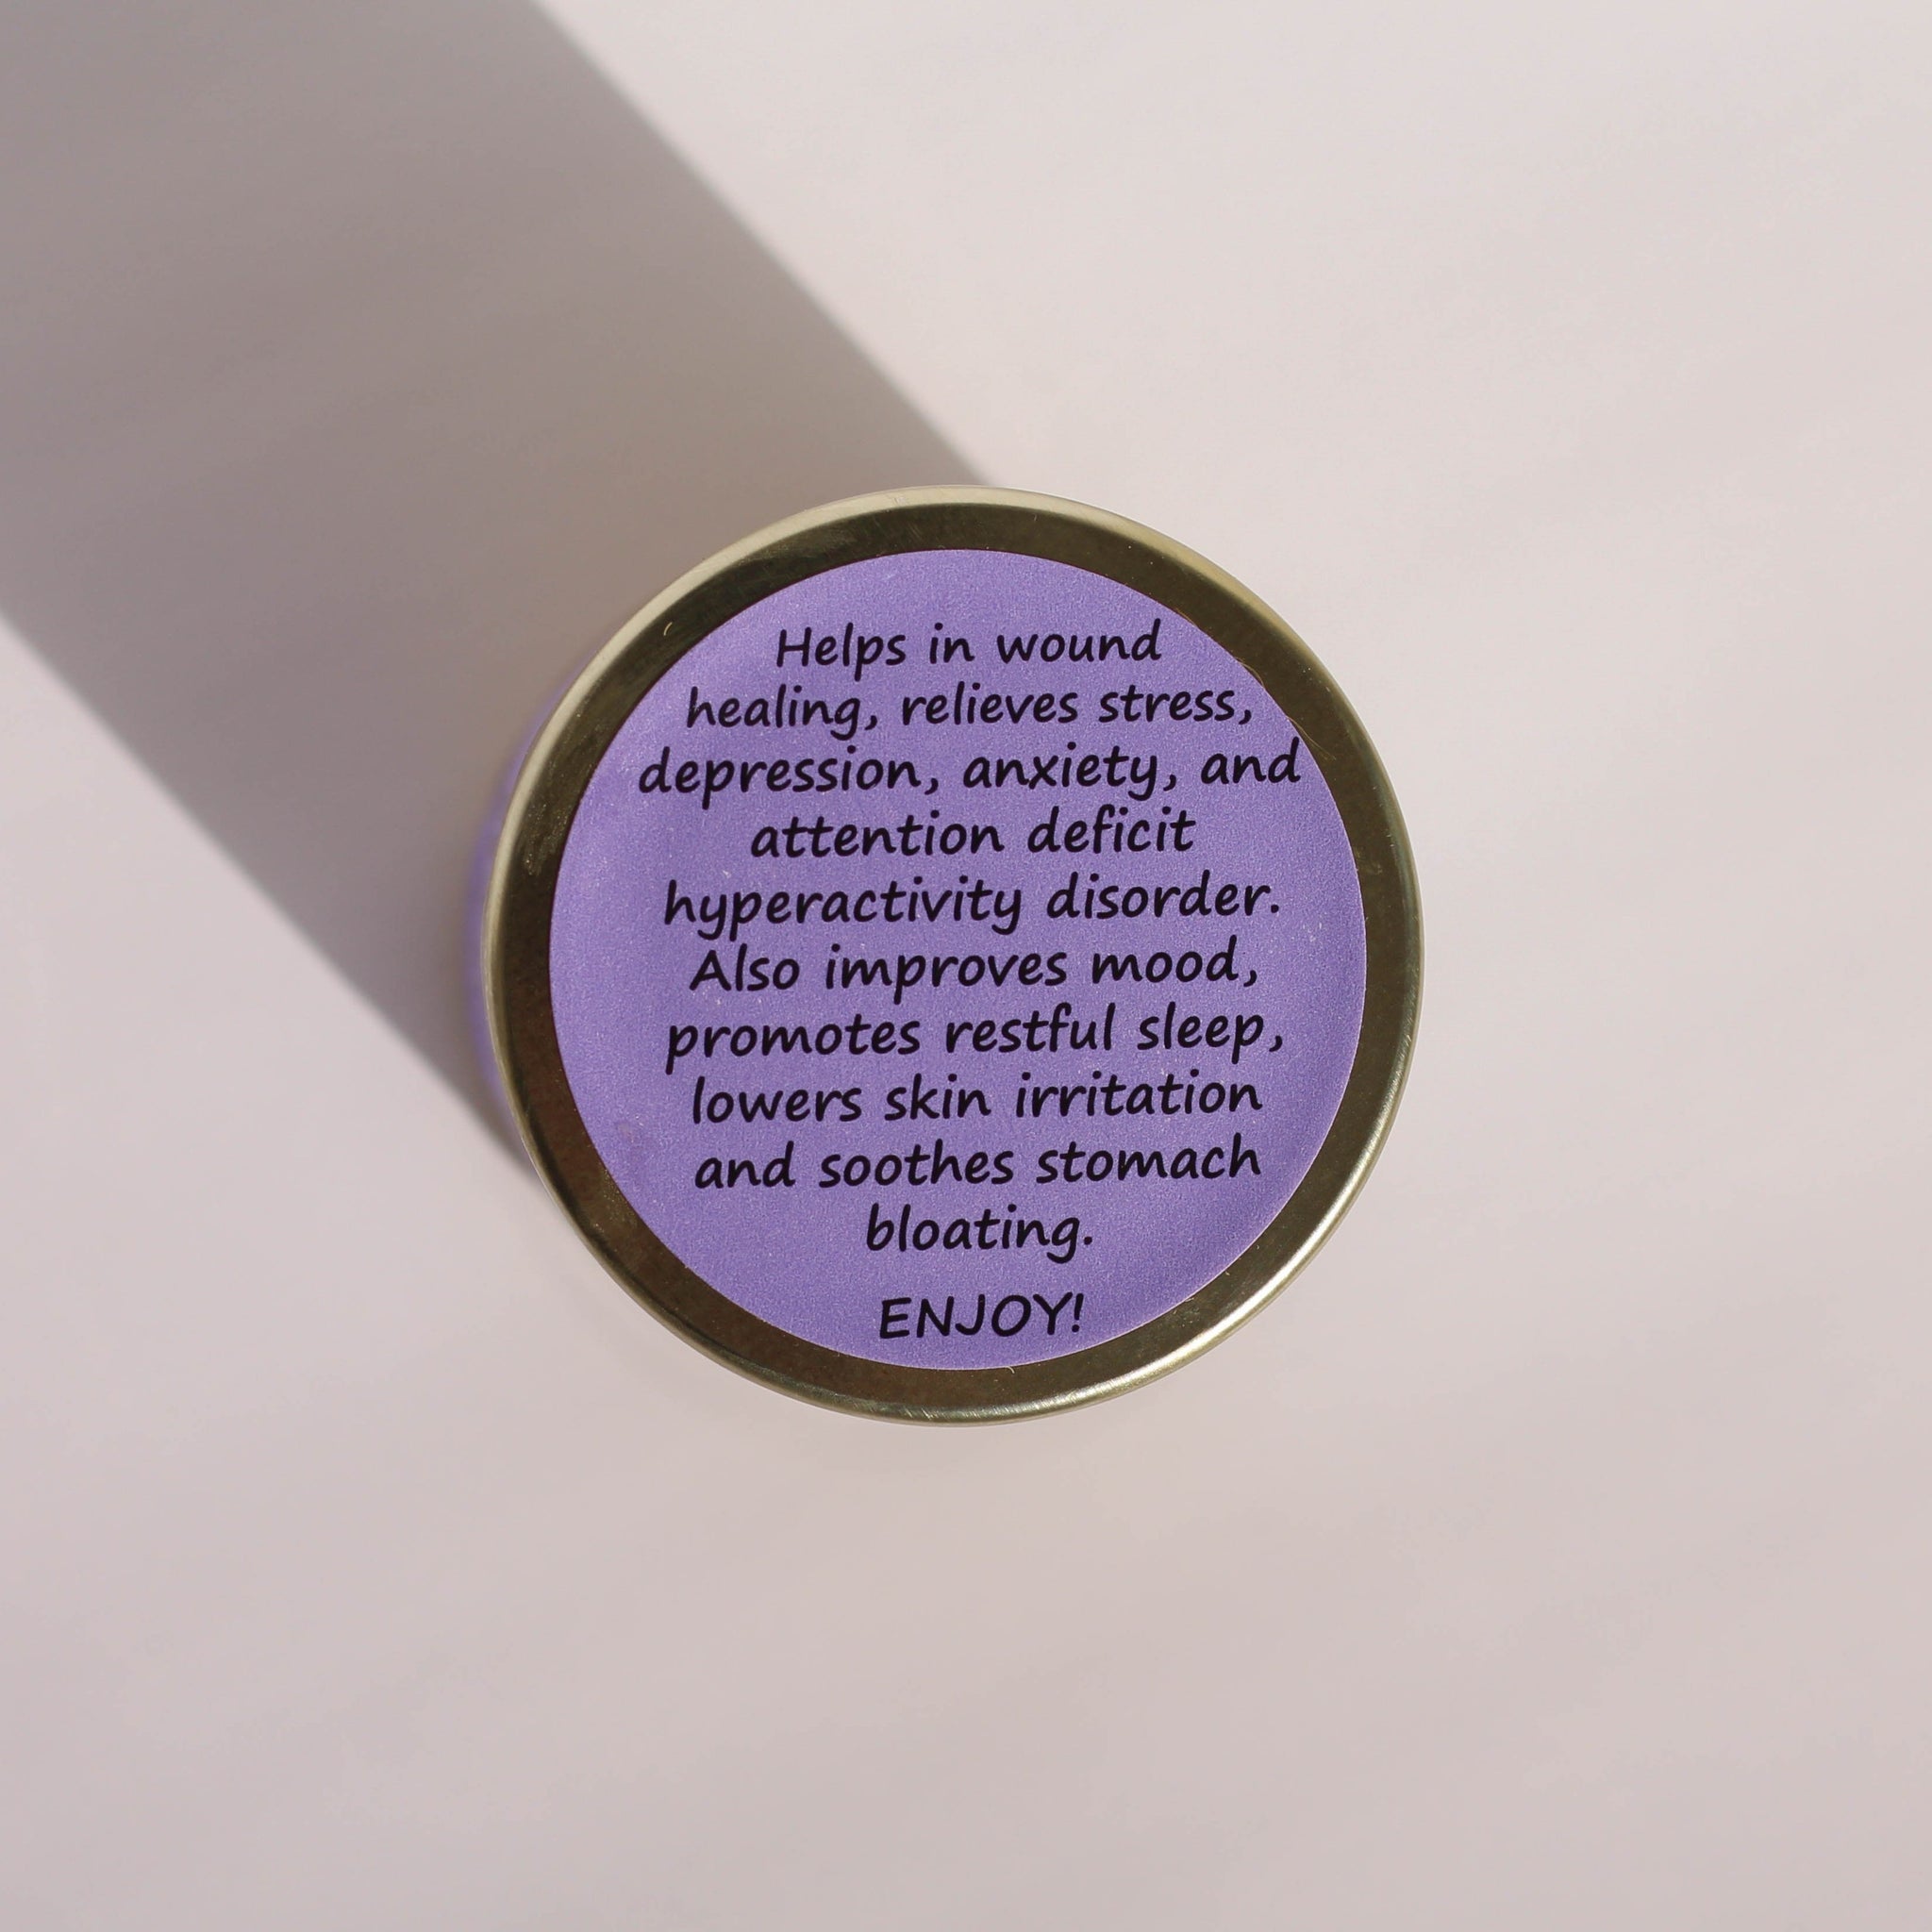 Helps in wound
healing, relieves stress,
depression, anxiety, and
attention deficit
hyperactivity disorder.
Also improves mood,
promotes restful sleep,
lowers skin irritation
and soothes stomach
bloating.
ENJOY!